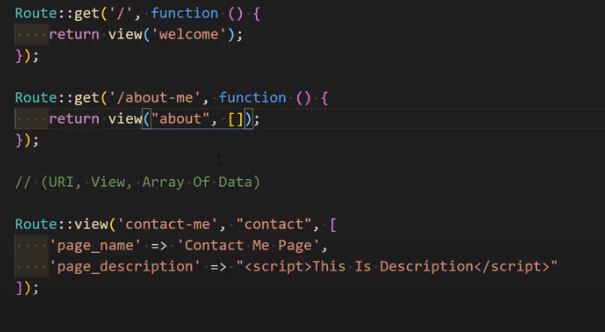 Route::get('/', function () {
    return view('welcome');
});
Route::get('/about-me', function () {
    return view("about", []);
});
// (URI, View, Array Of Data)
Route::view('contact-me', "contact", [
    'page_name' => 'Contact Me Page',
    'page_description' => "<script>This Is Description</script>"
]);